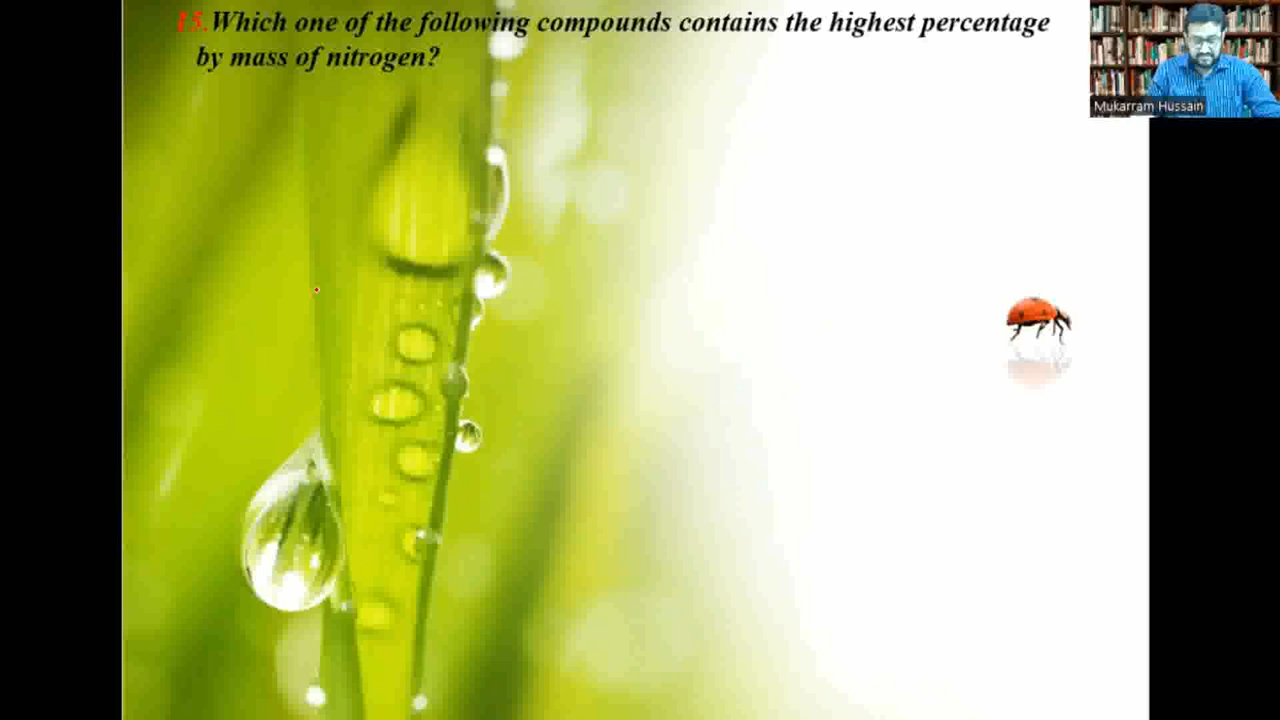 15.Which one of the following compounds contains the highest percentage
by mass of nitrogen?
Mukarram Hussain